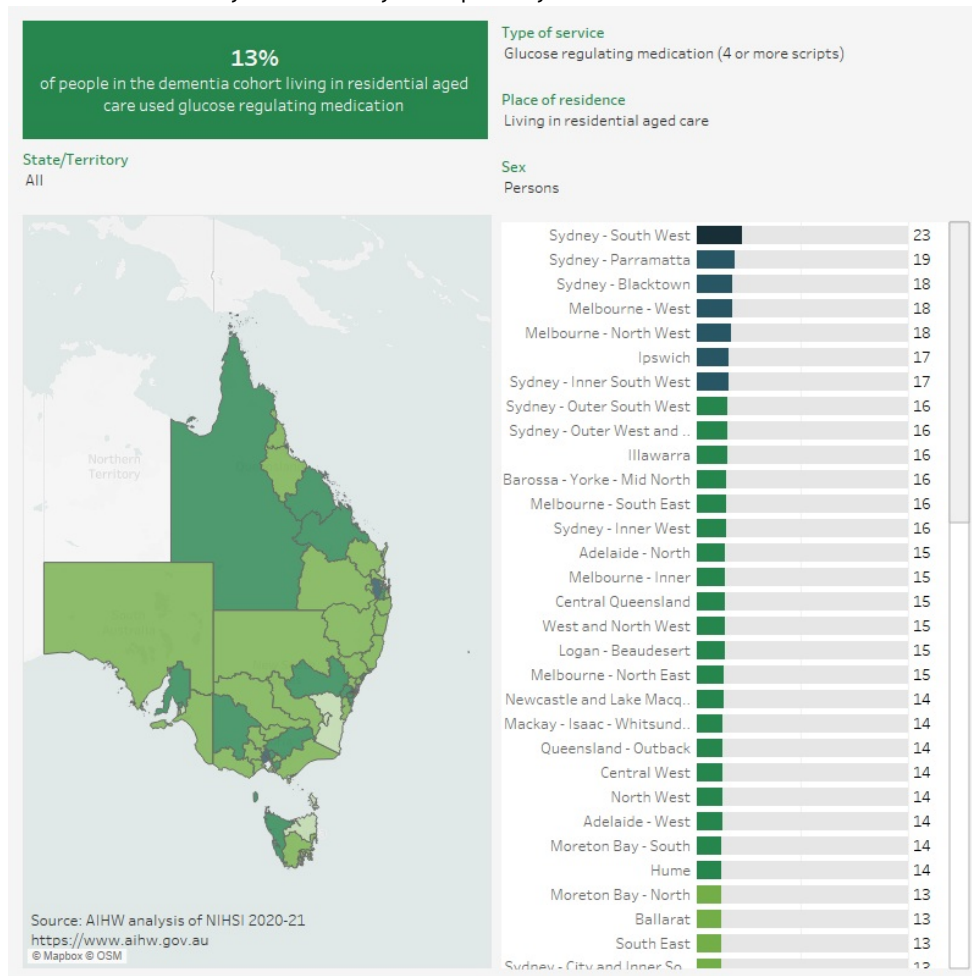 13%
of people in the dementia cohort living in residential aged
care used glucose regulating medication
Type of service
Glucose regulating medication (4 or more scripts)
Place of residence
Living in residential aged care
State/Territory
All
Sex
Persons
Northern
Territory
Sydney - South West 23
Sydney - Parramatta 19
Sydney - Blacktown 18
Melbourne - West 18
Melbourne - North West 18
Ipswich 17
Sydney - Inner South West 17
Sydney - Outer South West 16
Sydney - Outer West and .. 16
Illawarra 16
Barossa - Yorke - Mid North 16
Melbourne - South East 16
Sydney - Inner West 16
Adelaide - North 15
Melbourne - Inner 15
Central Queensland 15
West and North West 15
Logan - Beaudesert 15
Melbourne - North East 15
Newcastle and Lake Macq.. 14
Mackay - Isaac - Whitsund.. 14
Queensland - Outback 14
Central West 14
North West 14
Adelaide - West 14
Moreton Bay - South 14
Hume 14
Moreton Bay - North 13
Ballarat 13
South East 13
Sydney - City and Inner So.. 13
Source: AIHW analysis of NIHSI 2020-21
https://www.aihw.gov.au
© Mapbox © OSM